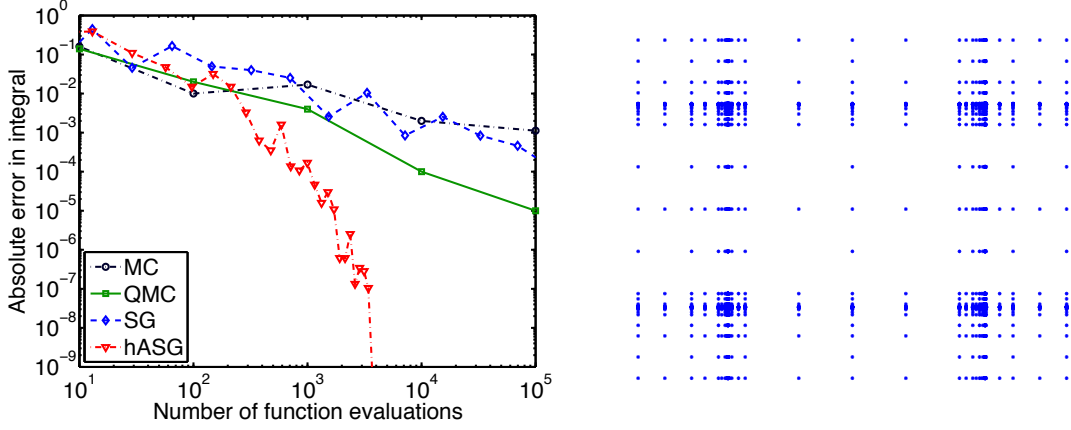 10^0
10^-1
10^-2
10^-3
10^-4
10^-5
10^-6
10^-7
10^-8
10^-9
Absolute error in integral
MC
QMC
SG
hASG
10^1 10^2 10^3 10^4 10^5
Number of function evaluations